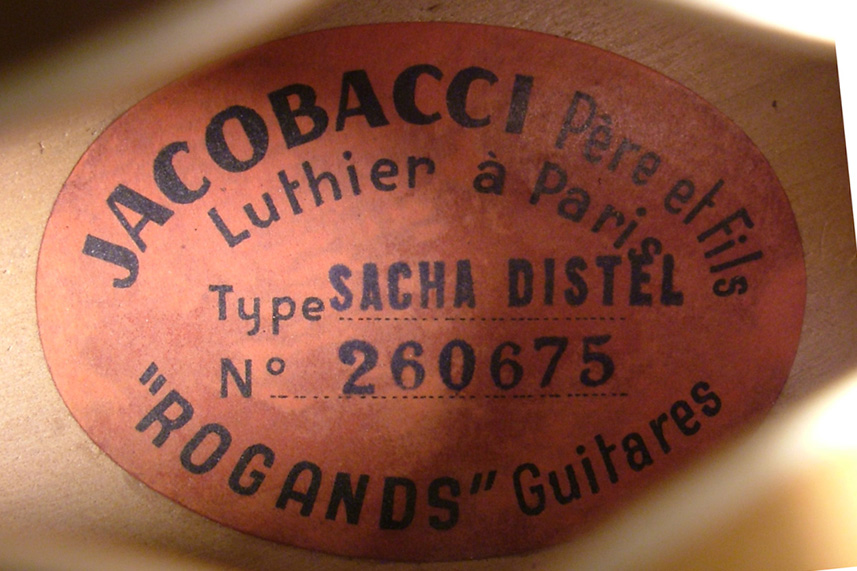 JACOBACCI Père et Fils
Luthier à Paris
Type SACHA DISTEL
N° 260675
"ROGANDS" Guitares